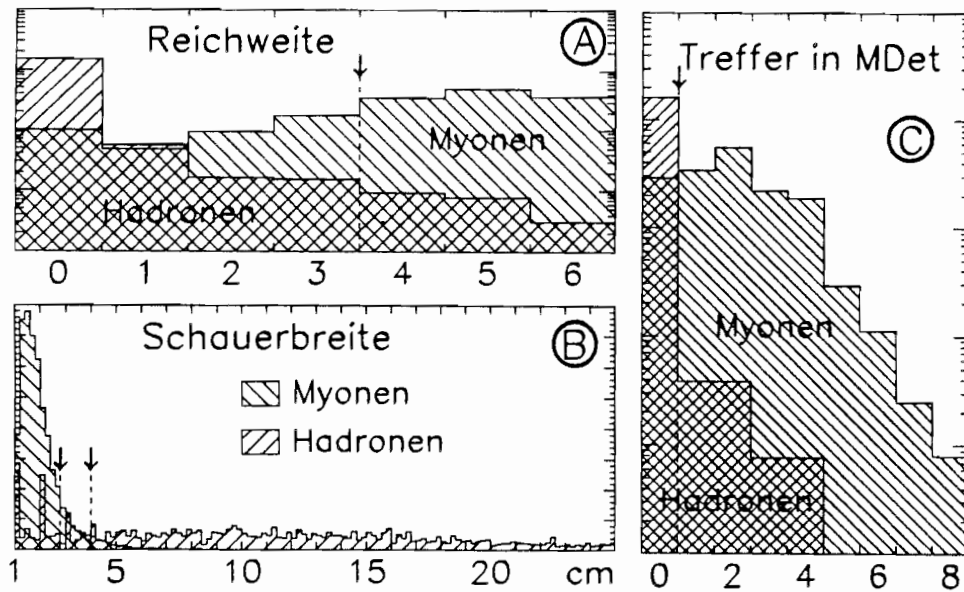 Reichweite
A
Myonen
Hadronen
0 1 2 3 4 5 6
Schauerbreite
B
Myonen
Hadronen
1 5 10 15 20 cm
Treffer in MDet
C
Myonen
Hadronen
0 2 4 6 8